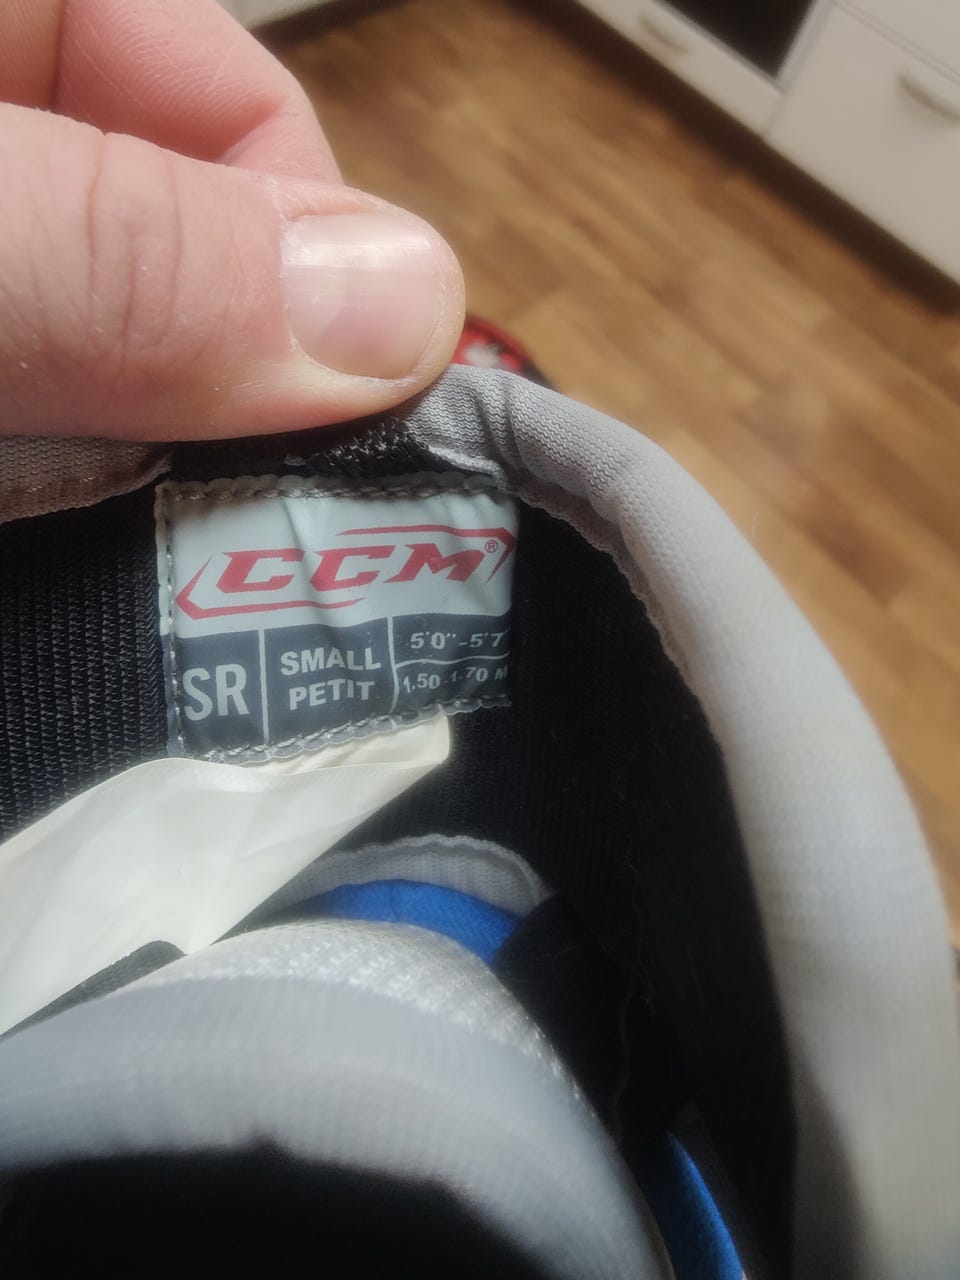 CCM®
SR
SMALL
PETIT
5'0"-5'7
1.50-1.70 M